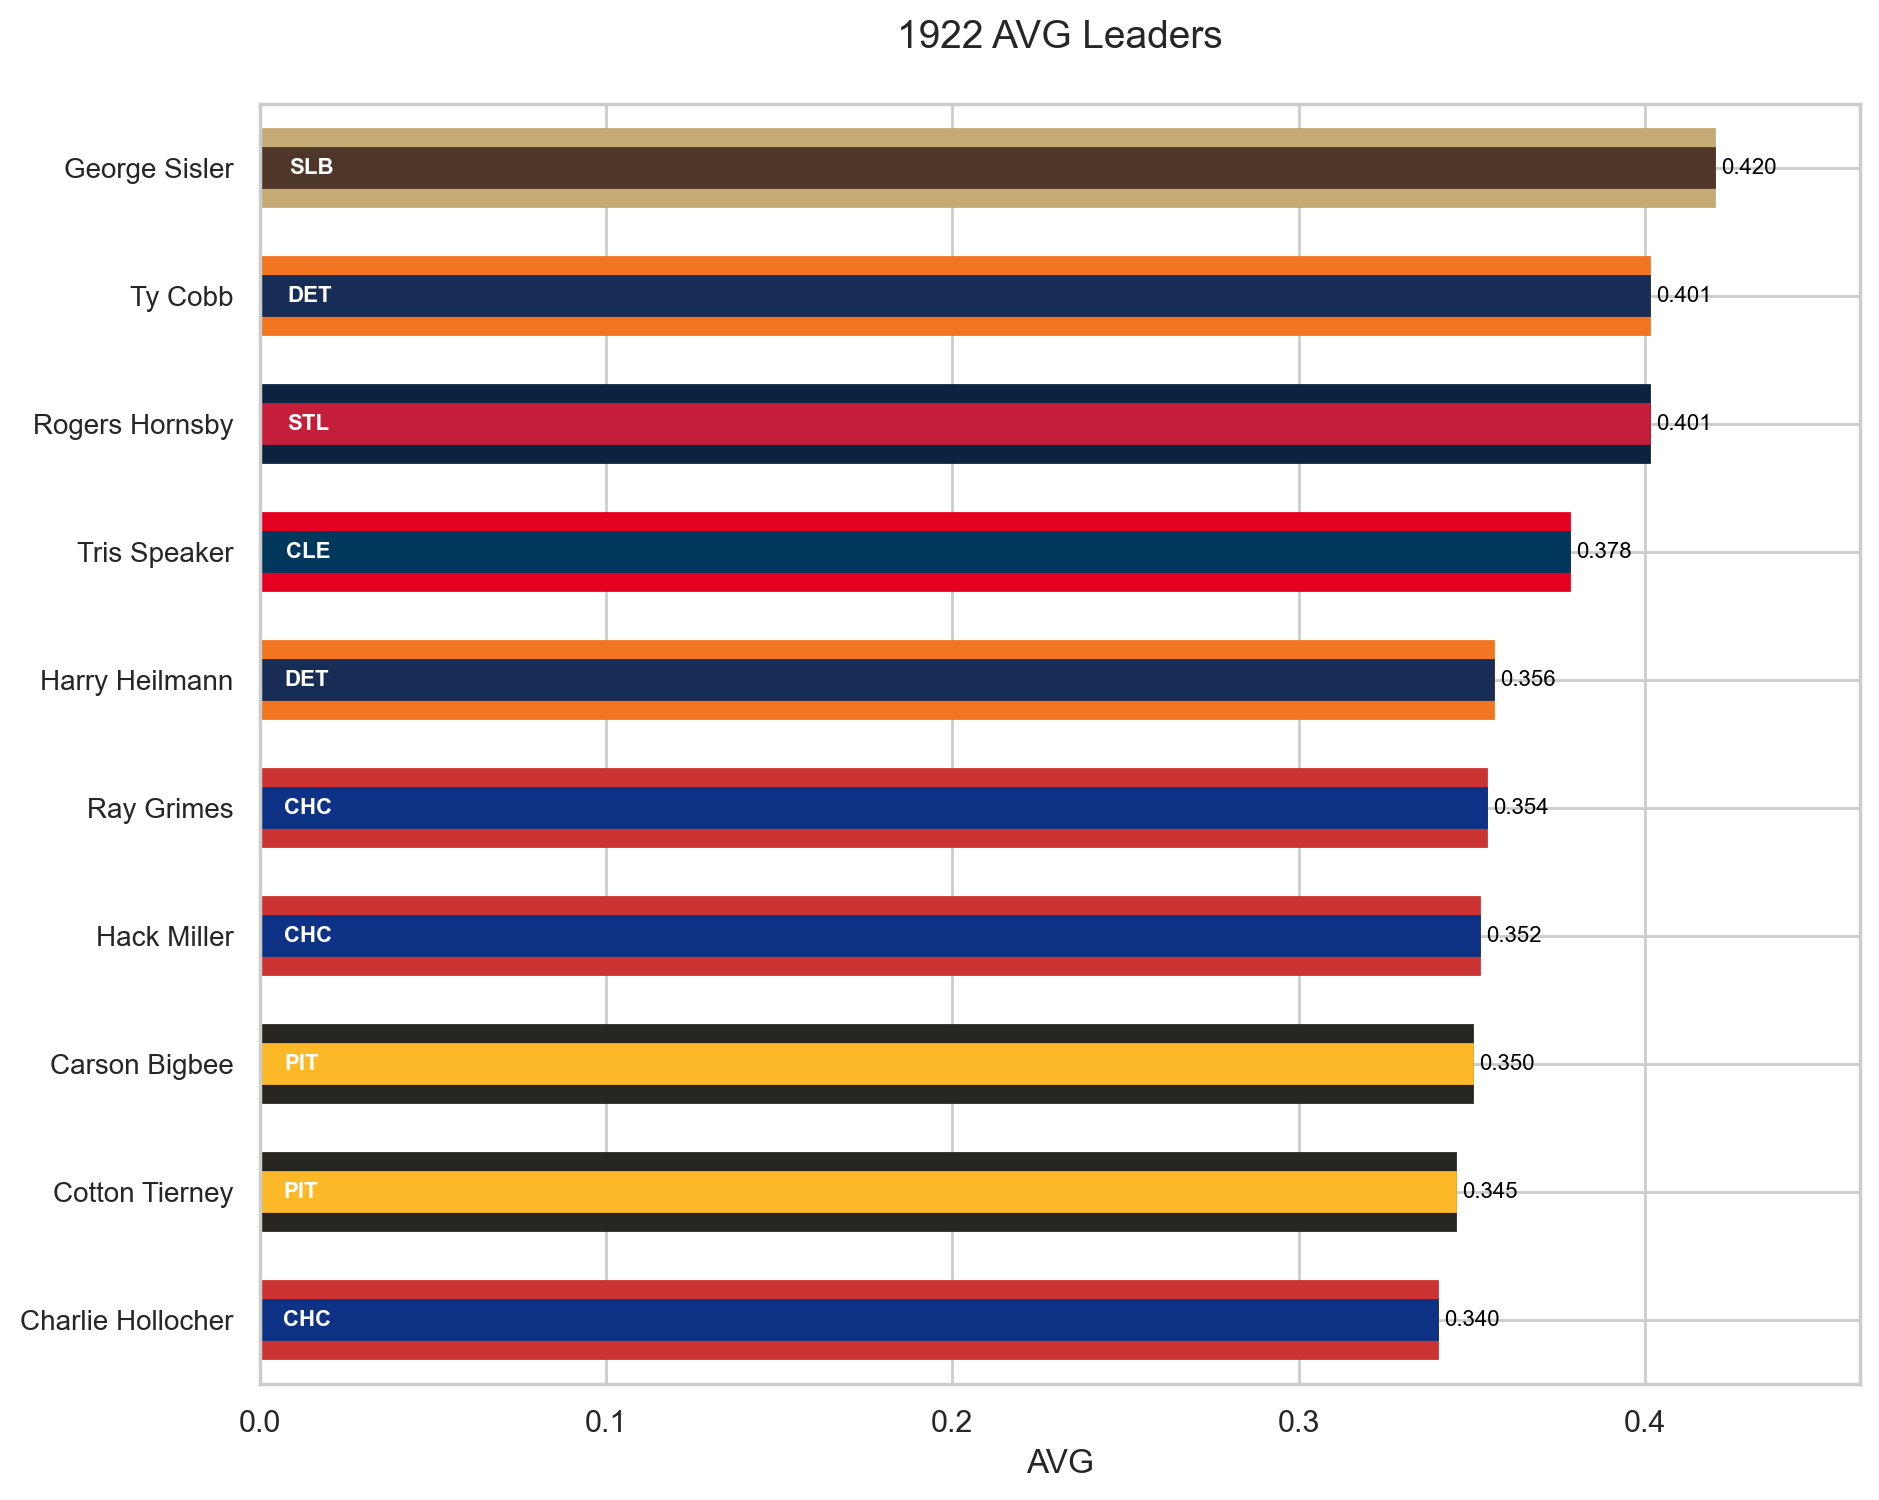 1922 AVG Leaders
George Sisler SLB 0.420
Ty Cobb DET 0.401
Rogers Hornsby STL 0.401
Tris Speaker CLE 0.378
Harry Heilmann DET 0.356
Ray Grimes CHC 0.354
Hack Miller CHC 0.352
Carson Bigbee PIT 0.350
Cotton Tierney PIT 0.345
Charlie Hollocher CHC 0.340
0.0 0.1 0.2 0.3 0.4
AVG